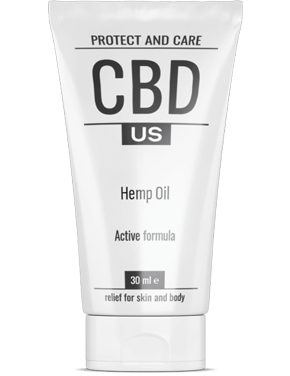 PROTECT AND CARE
CBD
US
Hemp Oil
Active formula
30 ml e
relief for skin and body